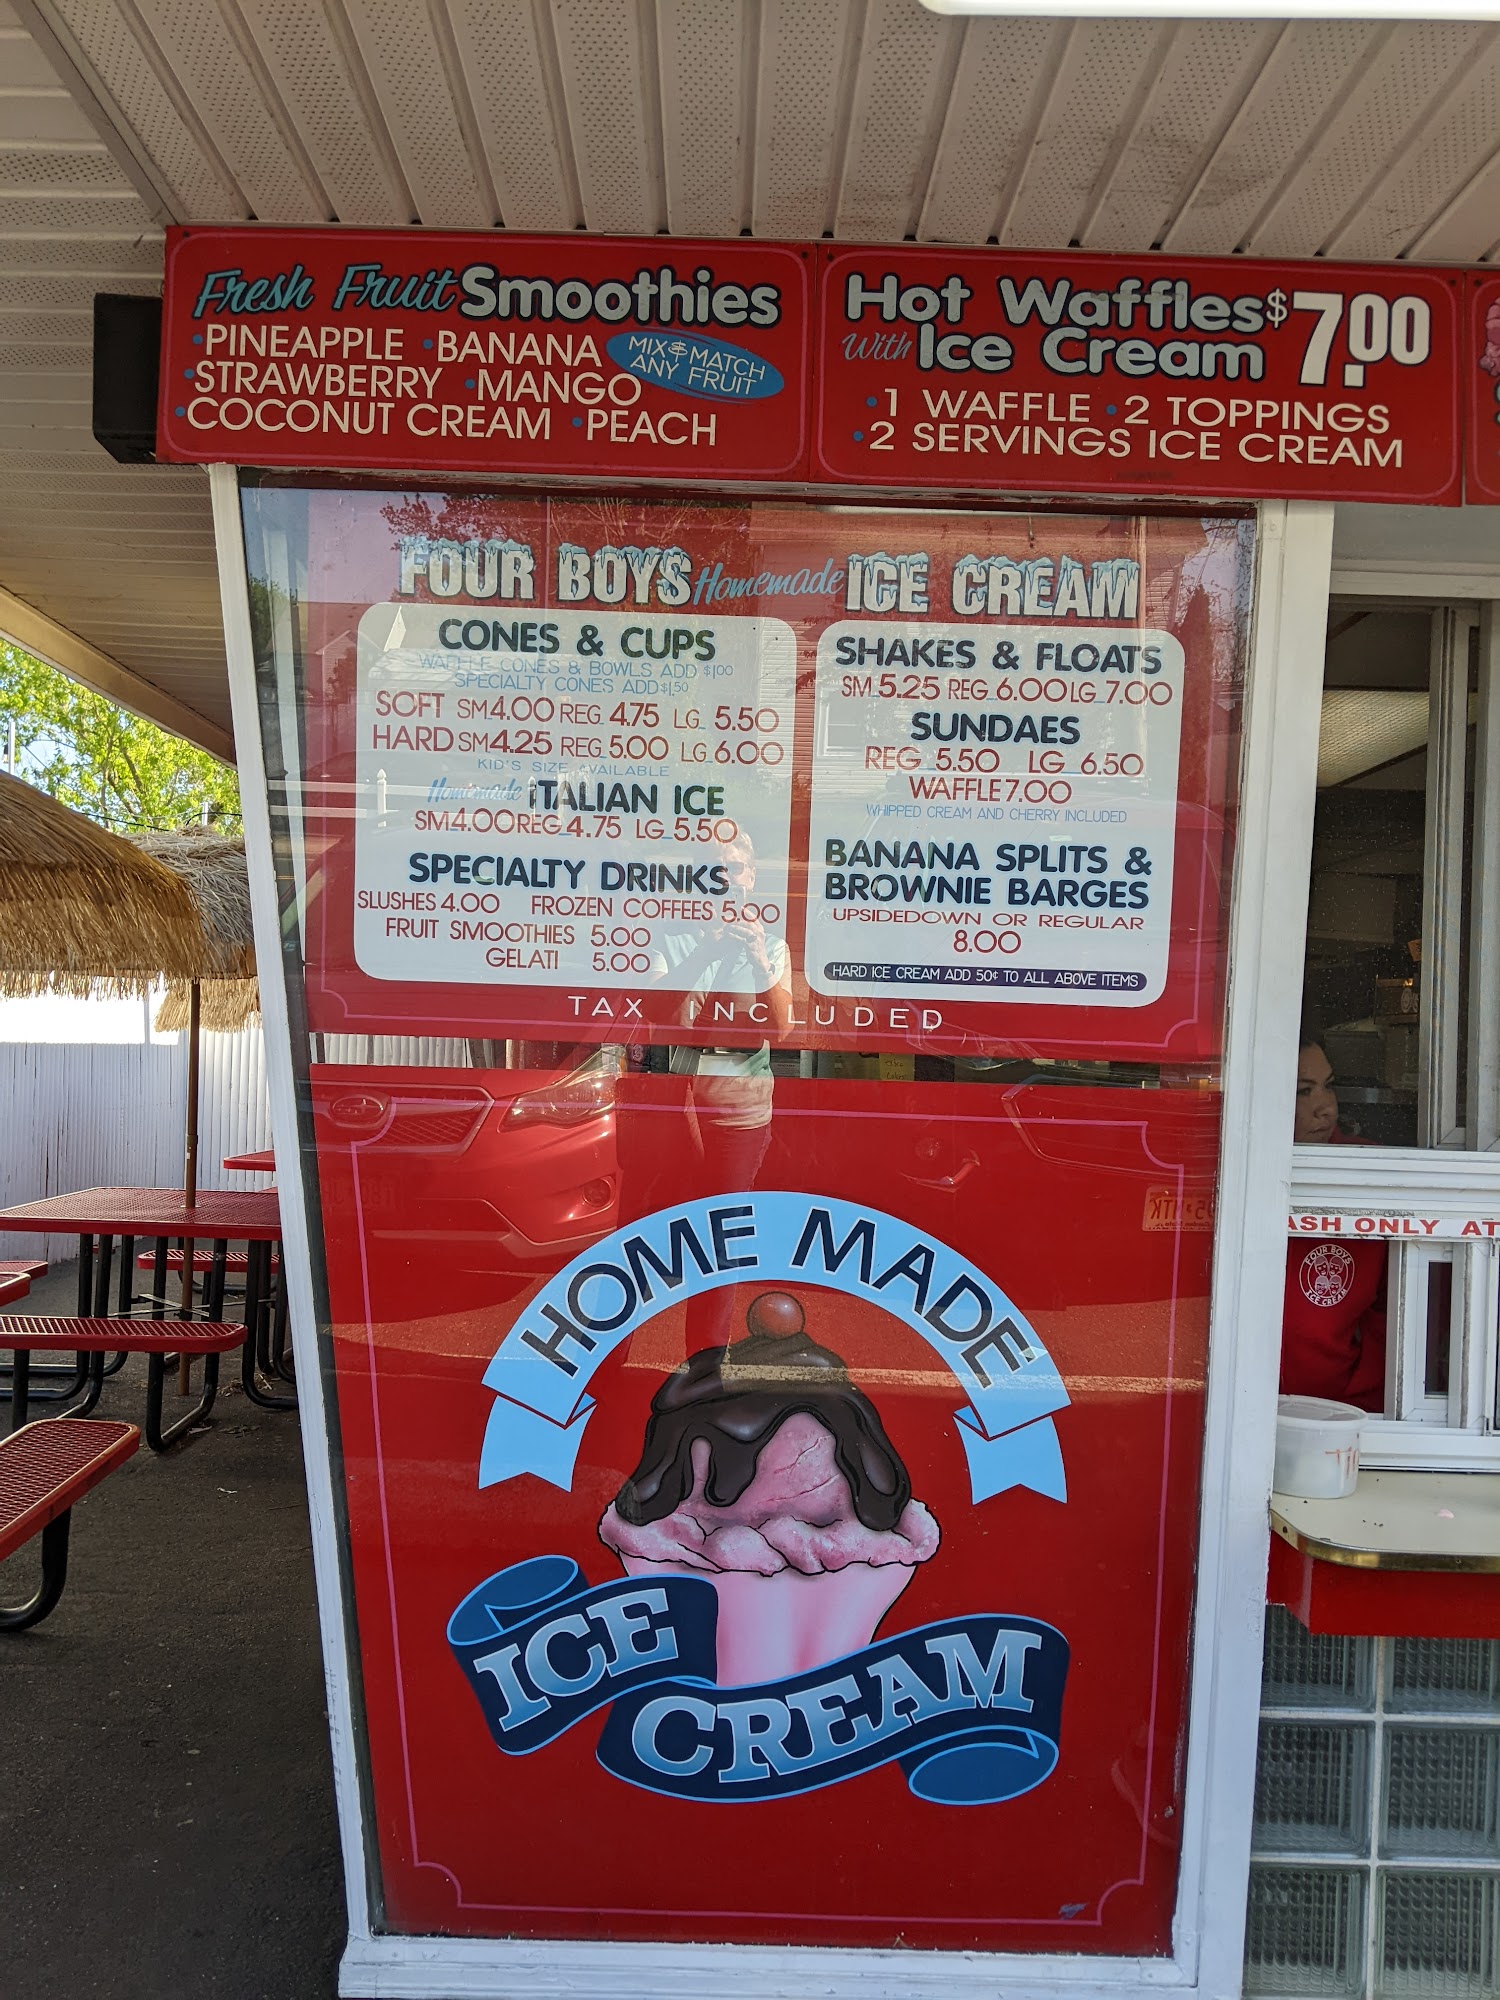 Fresh Fruit Smoothies
•PINEAPPLE •BANANA
•STRAWBERRY •MANGO
•COCONUT CREAM •PEACH
MIX & MATCH
ANY FRUIT
Hot Waffles
With Ice Cream
$7.00
•1 WAFFLE •2 TOPPINGS
•2 SERVINGS ICE CREAM
FOUR BOYS Homemade ICE CREAM
CONES & CUPS
WAFFLE CONES & BOWLS ADD $1.00
SPECIALTY CONES ADD $1.50
SOFT SM 4.00 REG. 4.75 LG. 5.50
HARD SM 4.25 REG. 5.00 LG. 6.00
KID'S SIZE AVAILABLE
Homemade ITALIAN ICE
SM 4.00 REG 4.75 LG 5.50
SPECIALTY DRINKS
SLUSHES 4.00 FROZEN COFFEES 5.00
FRUIT SMOOTHIES 5.00
GELATI 5.00
SHAKES & FLOATS
SM 5.25 REG. 6.00 LG 7.00
SUNDAES
REG 5.50 LG 6.50
WAFFLE 7.00
WHIPPED CREAM AND CHERRY INCLUDED
BANANA SPLITS &
BROWNIE BARGES
UPSIDEDOWN OR REGULAR
8.00
HARD ICE CREAM ADD 50¢ TO ALL ABOVE ITEMS
TAX INCLUDED
HOME MADE
ICE
CREAM
ASH ONLY AT
FOUR BOYS
ICE CREAM